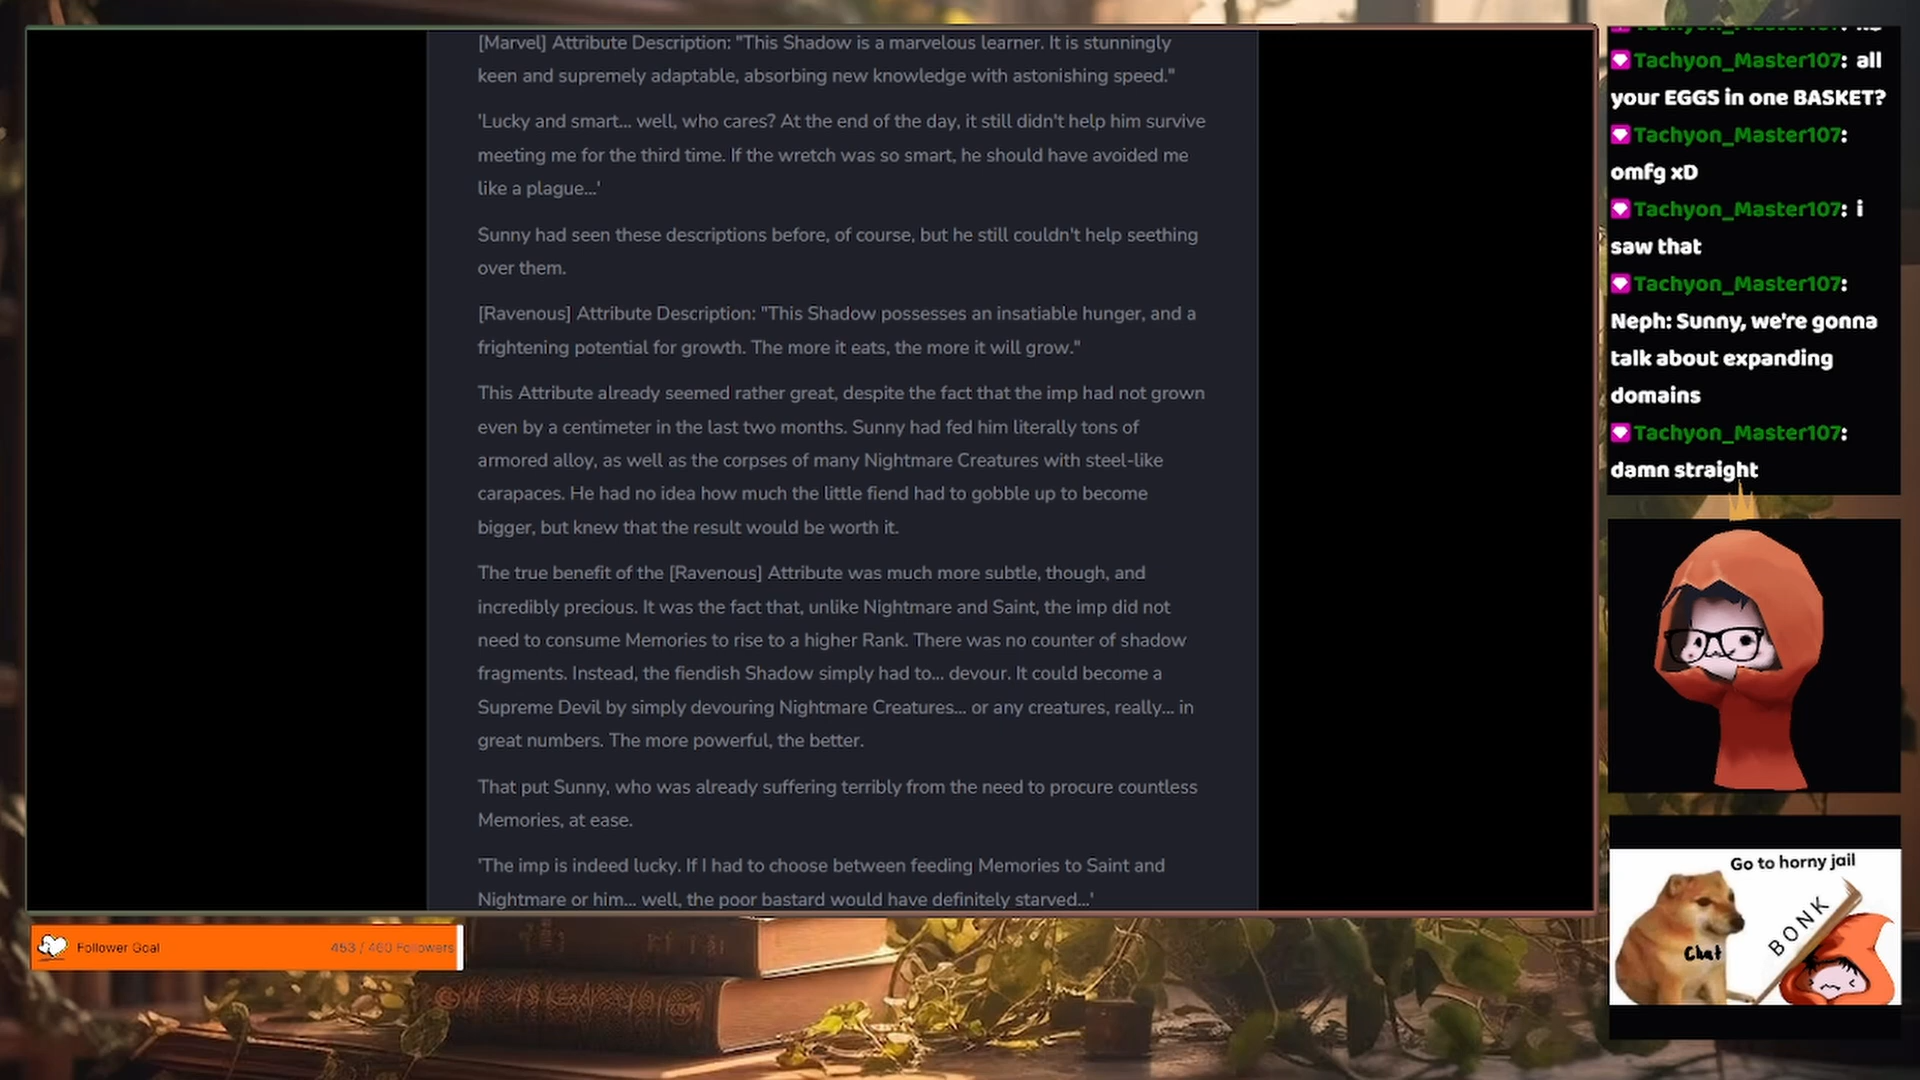 [Marvel] Attribute Description: "This Shadow is a marvelous learner. It is stunningly
keen and supremely adaptable, absorbing new knowledge with astonishing speed."
'Lucky and smart... well, who cares? At the end of the day, it still didn't help him survive
meeting me for the third time. If the wretch was so smart, he should have avoided me
like a plague...'
Sunny had seen these descriptions before, of course, but he still couldn't help seething
over them.
[Ravenous] Attribute Description: "This Shadow possesses an insatiable hunger, and a
frightening potential for growth. The more it eats, the more it will grow."
This Attribute already seemed rather great, despite the fact that the imp had not grown
even by a centimeter in the last two months. Sunny had fed him literally tons of
armored alloy, as well as the corpses of many Nightmare Creatures with steel-like
carapaces. He had no idea how much the little fiend had to gobble up to become
bigger, but knew that the result would be worth it.
The true benefit of the [Ravenous] Attribute was much more subtle, though, and
incredibly precious. It was the fact that, unlike Nightmare and Saint, the imp did not
need to consume Memories to rise to a higher Rank. There was no counter of shadow
fragments. Instead, the fiendish Shadow simply had to... devour. It could become a
Supreme Devil by simply devouring Nightmare Creatures... or any creatures, really... in
great numbers. The more powerful, the better.
That put Sunny, who was already suffering terribly from the need to procure countless
Memories, at ease.
'The imp is indeed lucky. If I had to choose between feeding Memories to Saint and
Nightmare or him... well, the poor bastard would have definitely starved...'
Tachyon_Master107: all
your EGGS in one BASKET?
Tachyon_Master107:
omfg xD
Tachyon_Master107: i
saw that
Tachyon_Master107:
Neph: Sunny, we're gonna
talk about expanding
domains
Tachyon_Master107:
damn straight
Go to horny jail
BONK
Chat
Follower Goal
453 / 460 Followers